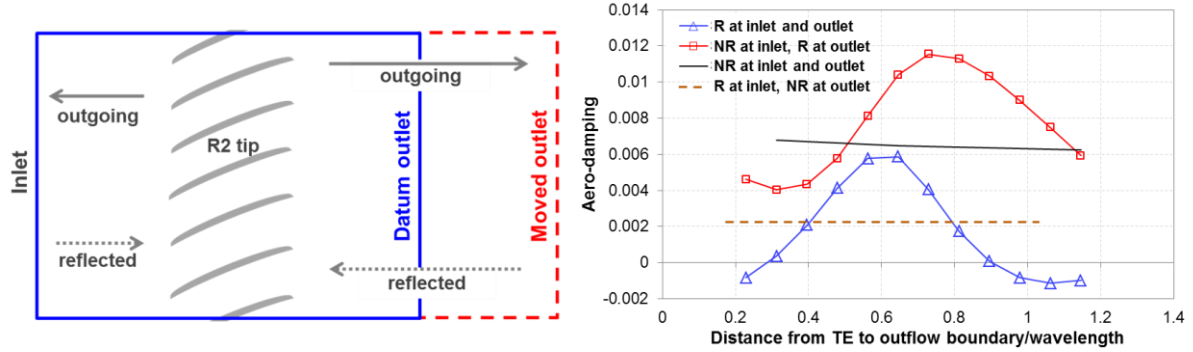 Inlet
outgoing
outgoing
R2 tip
Datum outlet
Moved outlet
reflected
reflected
0.014
0.012
0.01
0.008
0.006
0.004
0.002
0
-0.002
Aero-damping
R at inlet and outlet
NR at inlet, R at outlet
NR at inlet and outlet
R at inlet, NR at outlet
0 0.2 0.4 0.6 0.8 1 1.2 1.4
Distance from TE to outflow boundary/wavelength